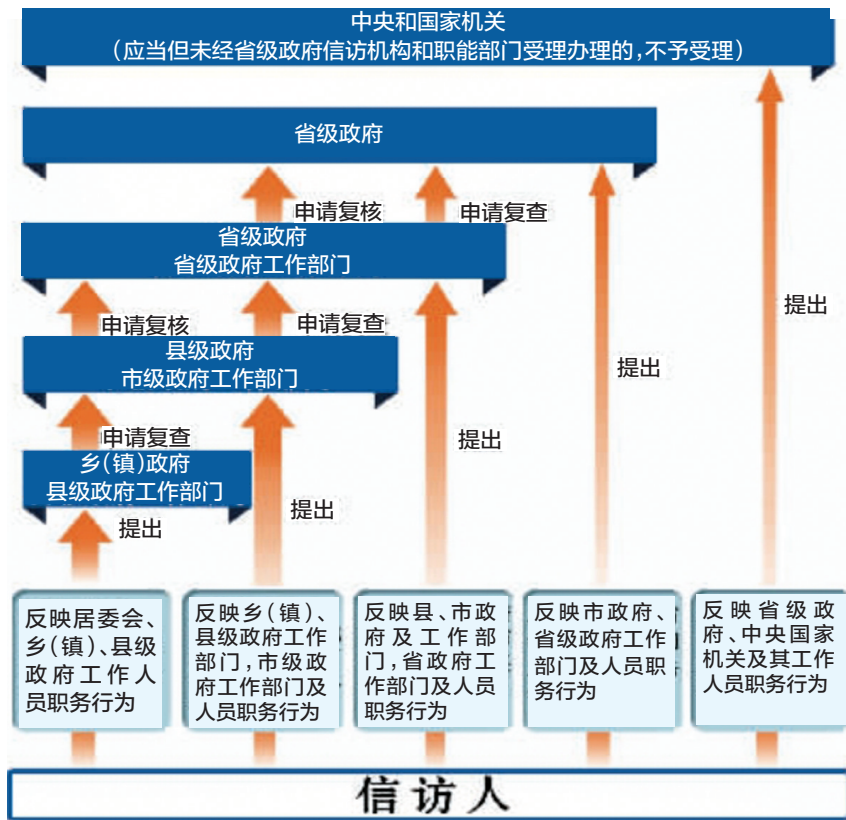 中央和国家机关
（应当但未经省级政府信访机构和职能部门受理办理的,不予受理）
省级政府
申请复核
申请复查
省级政府
省级政府工作部门
提出
申请复核
申请复查
县级政府
市级政府工作部门
提出
申请复查
提出
乡（镇）政府
县级政府工作部门
提出
提出
反映居委会、
乡（镇）、县级
政府工作人
员职务行为
反映乡（镇）、
县级政府工作
部门,市级政
府工作部门及
人员职务行为
反映县、市政
府及工作部
门,省政府工
作部门及人员
职务行为
反映市政府、
省级政府工作
部门及人员职
务行为
反映省级政
府、中央国家
机关及其工作
人员职务行为
信访人